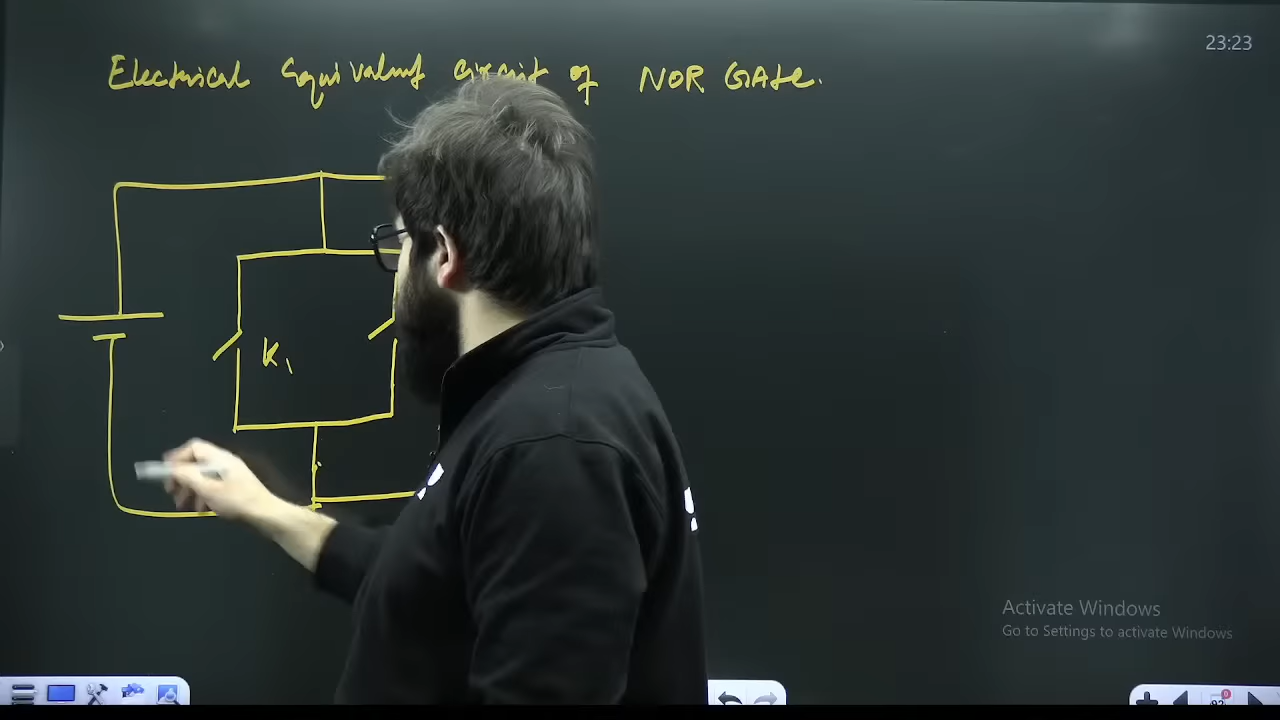 23:23
Electrical Equivalent circuit of NOR GATE.
K1
Activate Windows
Go to Settings to activate Windows